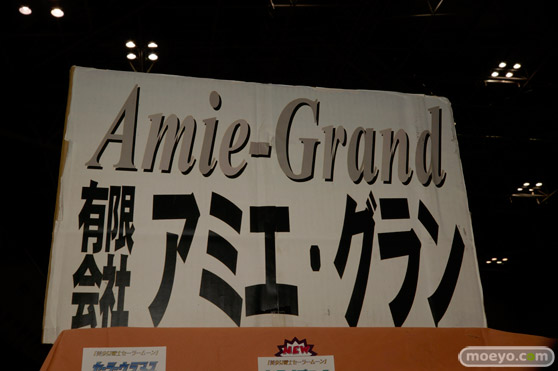 Amie-Grand
有限会社 アミエ・グラン
NEW
moeyo.com